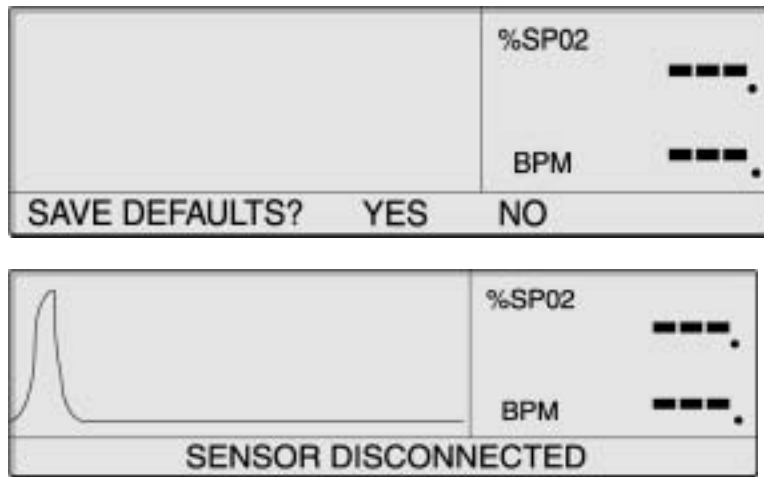 %SP02
---.
BPM
---.
SAVE DEFAULTS? YES NO
%SP02
---.
BPM
---.
SENSOR DISCONNECTED